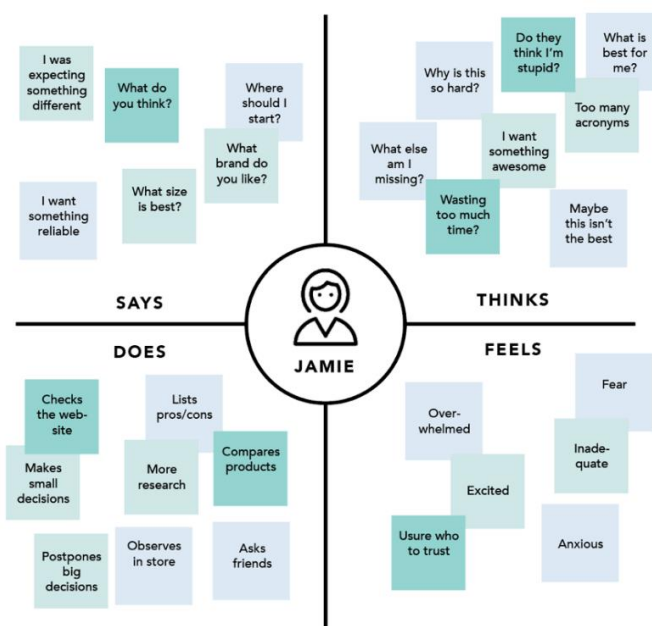 I was
expecting
something
different
What do
you think?
Where
should I
start?
What
brand do
you like?
I want
something
reliable
What size
is best?
SAYS
Why is this
so hard?
Do they
think I'm
stupid?
What is
best for
me?
Too many
acronyms
What else
am I
missing?
I want
something
awesome
Wasting
too much
time?
Maybe
this isn't
the best
THINKS
JAMIE
DOES
Checks
the web-
site
Lists
pros/cons
Makes
small
decisions
More
research
Compares
products
Postpones
big
decisions
Observes
in store
Asks
friends
FEELS
Over-
whelmed
Fear
Inade-
quate
Excited
Usure who
to trust
Anxious